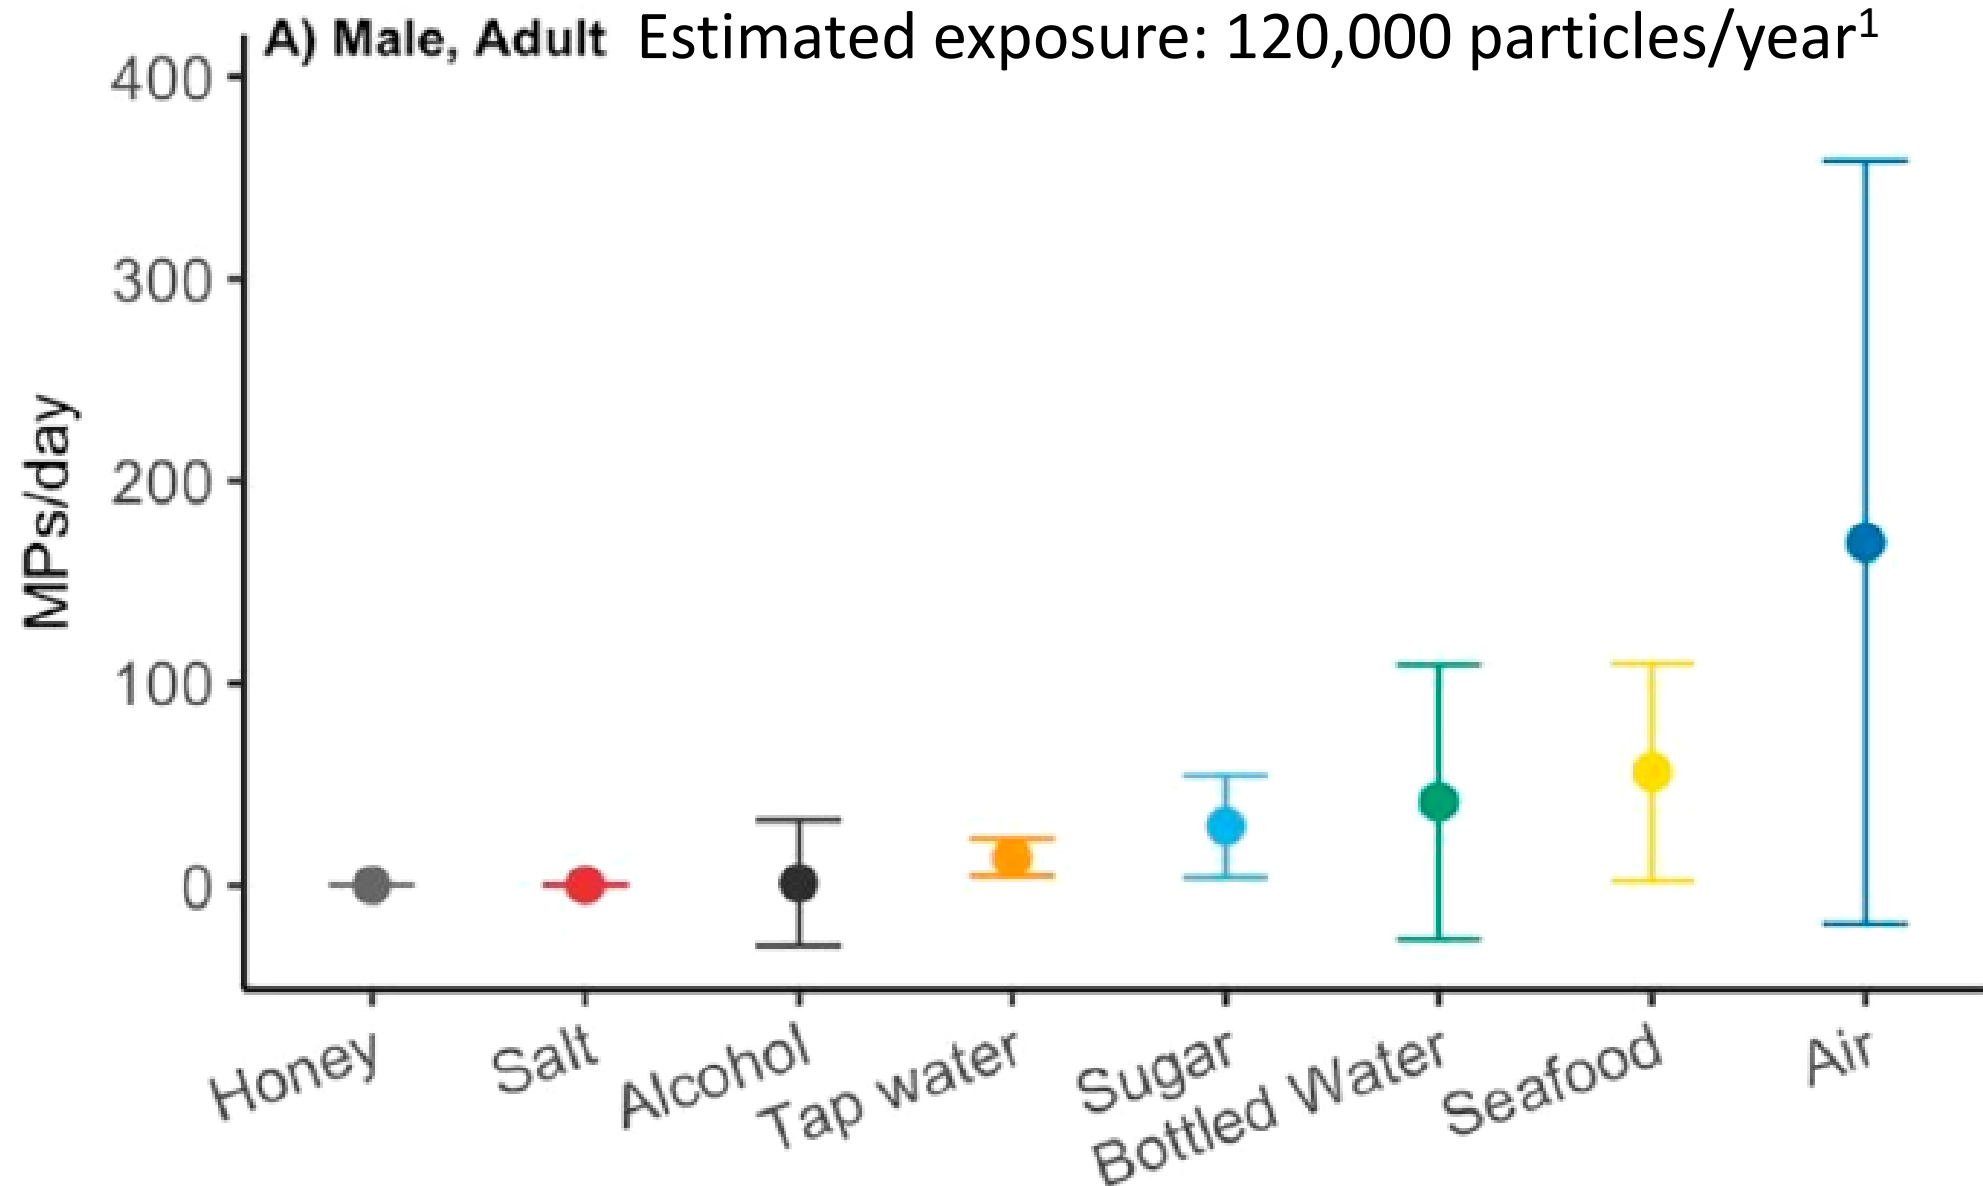 A) Male, Adult Estimated exposure: 120,000 particles/year¹
400
300
200
100
0
MPs/day
Honey
Salt
Alcohol
Tap water
Sugar
Bottled Water
Seafood
Air